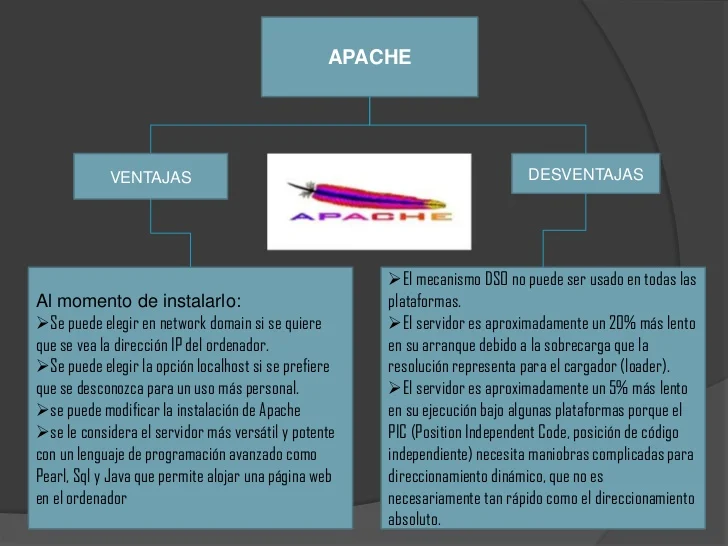 APACHE
VENTAJAS
APACHE
DESVENTAJAS
Al momento de instalarlo:
➢Se puede elegir en network domain si se quiere
que se vea la dirección IP del ordenador.
➢Se puede elegir la opción localhost si se prefiere
que se desconozca para un uso más personal.
➢se puede modificar la instalación de Apache
➢se le considera el servidor más versátil y potente
con un lenguaje de programación avanzado como
Pearl, Sql y Java que permite alojar una página web
en el ordenador
➢El mecanismo DSO no puede ser usado en todas las
plataformas.
➢El servidor es aproximadamente un 20% más lento
en su arranque debido a la sobrecarga que la
resolución representa para el cargador (loader).
➢El servidor es aproximadamente un 5% más lento
en su ejecución bajo algunas plataformas porque el
PIC (Position Independent Code, posición de código
independiente) necesita maniobras complicadas para
direccionamiento dinámico, que no es
necesariamente tan rápido como el direccionamiento
absoluto.